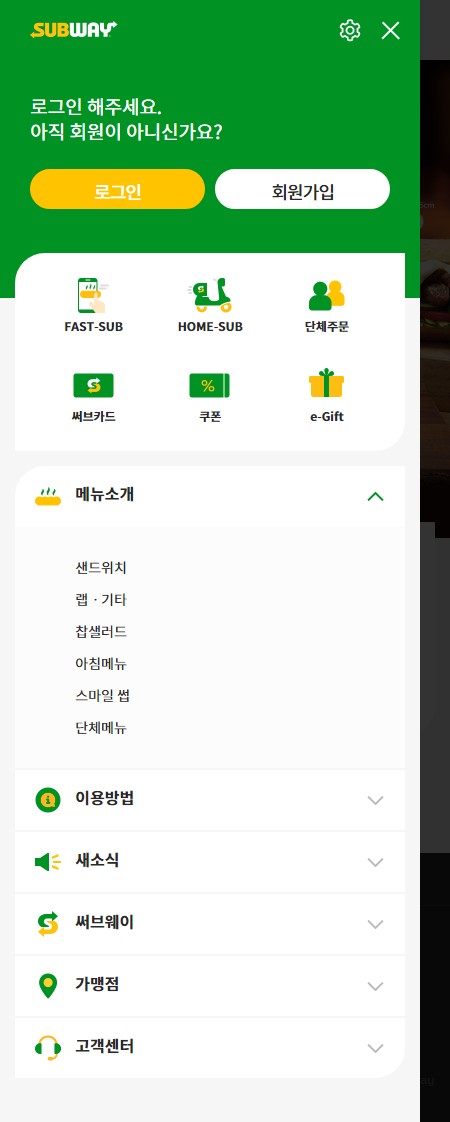 SUBWAY
로그인 해주세요.
아직 회원이 아니신가요?
로그인
회원가입
FAST-SUB
HOME-SUB
단체주문
써브카드
쿠폰
e-Gift
메뉴소개
샌드위치
랩 · 기타
찹샐러드
아침메뉴
스마일 썹
단체메뉴
이용방법
새소식
써브웨이
가맹점
고객센터